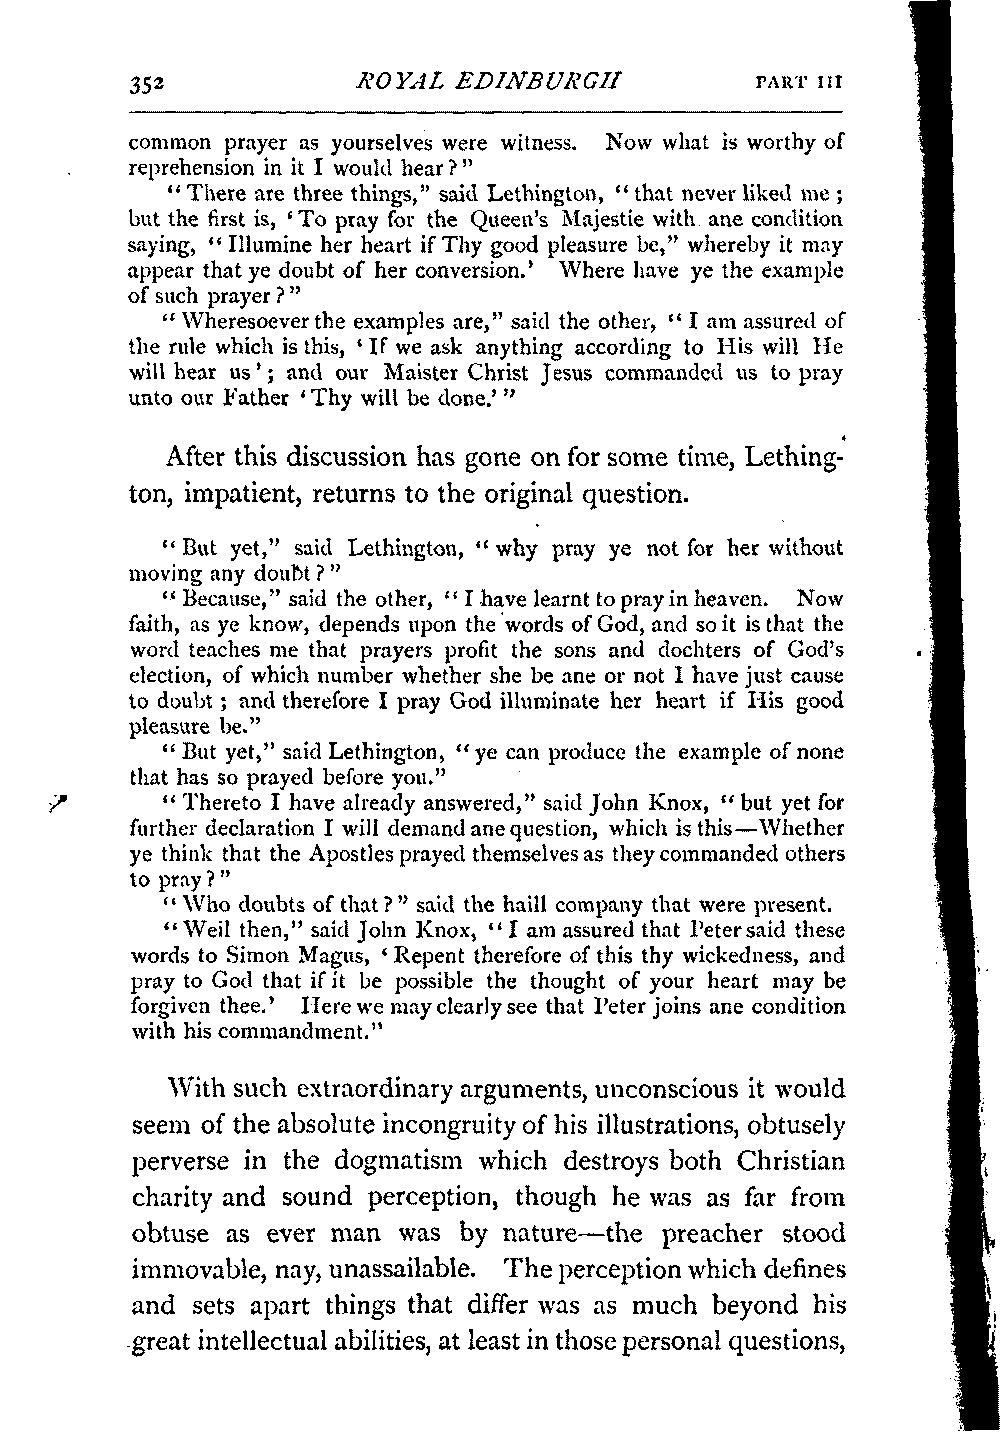 352 ROYAL EDINBURGH PART III
common prayer as yourselves were witness. Now what is worthy of
reprehension in it I would hear?"
"There are three things," said Lethington, "that never liked me;
but the first is, 'To pray for the Queen's Majestie with ane condition
saying, "Illumine her heart if Thy good pleasure be," whereby it may
appear that ye doubt of her conversion.' Where have ye the example
of such prayer?"
"Wheresoever the examples are," said the other, "I am assured of
the rule which is this, 'If we ask anything according to His will He
will hear us'; and our Maister Christ Jesus commanded us to pray
unto our Father 'Thy will be done.'"
After this discussion has gone on for some time, Lething-
ton, impatient, returns to the original question.
"But yet," said Lethington, "why pray ye not for her without
moving any doubt?"
"Because," said the other, "I have learnt to pray in heaven. Now
faith, as ye know, depends upon the words of God, and so it is that the
word teaches me that prayers profit the sons and dochters of God's
election, of which number whether she be ane or not I have just cause
to doubt; and therefore I pray God illuminate her heart if His good
pleasure be."
"But yet," said Lethington, "ye can produce the example of none
that has so prayed before you."
"Thereto I have already answered," said John Knox, "but yet for
further declaration I will demand ane question, which is this—Whether
ye think that the Apostles prayed themselves as they commanded others
to pray?"
"Who doubts of that?" said the haill company that were present.
"Weil then," said John Knox, "I am assured that Peter said these
words to Simon Magus, 'Repent therefore of this thy wickedness, and
pray to God that if it be possible the thought of your heart may be
forgiven thee.' Here we may clearly see that Peter joins ane condition
with his commandment."
With such extraordinary arguments, unconscious it would
seem of the absolute incongruity of his illustrations, obtusely
perverse in the dogmatism which destroys both Christian
charity and sound perception, though he was as far from
obtuse as ever man was by nature—the preacher stood
immovable, nay, unassailable. The perception which defines
and sets apart things that differ was as much beyond his
great intellectual abilities, at least in those personal questions,